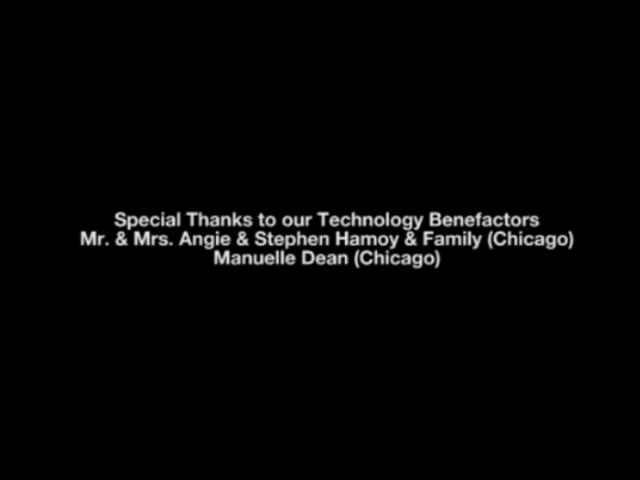 Special Thanks to our Technology Benefactors
Mr. & Mrs. Angie & Stephen Hamoy & Family (Chicago)
Manuelle Dean (Chicago)